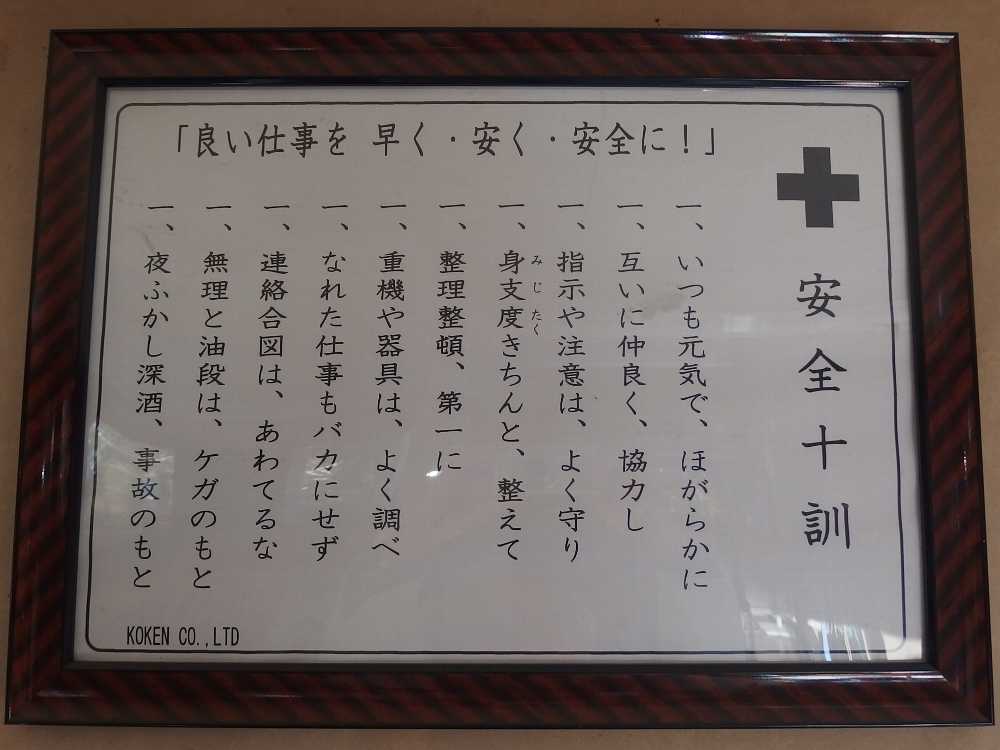 「良い仕事を 早く・安く・安全に！」
安全十訓
一、いつも元気で、ほがらかに
一、互いに仲良く、協力し
一、指示や注意は、よく守り
一、身支度きちんと、整えて
みじたく
一、整理整頓、第一に
一、重機や器具は、よく調べ
一、なれた仕事もバカにせず
一、連絡合図は、あわてるな
一、無理と油段は、ケガのもと
一、夜ふかし深酒、事故のもと
KOKEN CO.,LTD